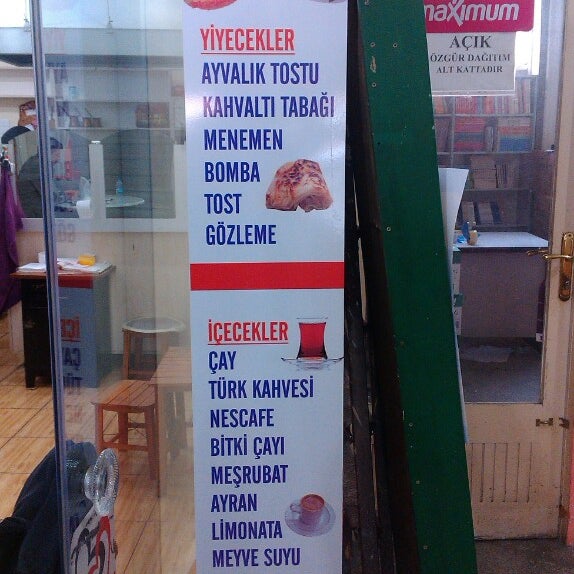 YİYECEKLER
AYVALIK TOSTU
KAHVALTI TABAĞI
MENEMEN
BOMBA
TOST
GÖZLEME
İÇECEKLER
ÇAY
TÜRK KAHVESİ
NESCAFE
BİTKİ ÇAYI
MEŞRUBAT
AYRAN
LİMONATA
MEYVE SUYU
maximum
AÇIK
ÖZGÜR DAĞITIM
ALT KATTADIR